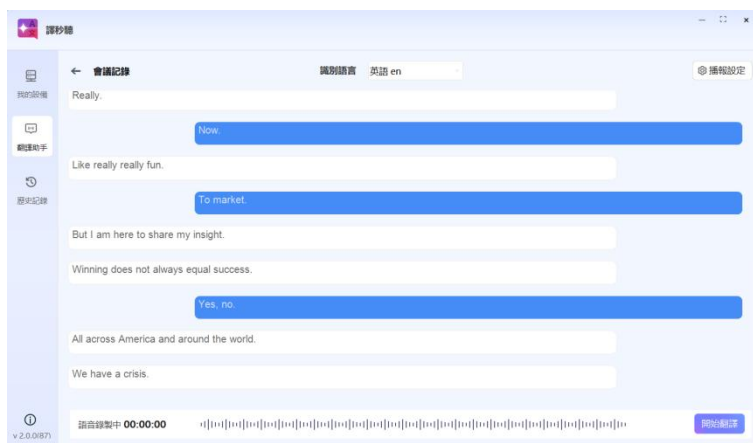 譯秒聽
← 會議記錄
識別語言 英語 en
播報設定
我的設備
翻譯助手
歷史記錄
Really.
Now.
Like really really fun.
To market.
But I am here to share my insight.
Winning does not always equal success.
Yes, no.
All across America and around the world.
We have a crisis.
v 2.0.0(87)
語音錄製中 00:00:00
開始翻譯